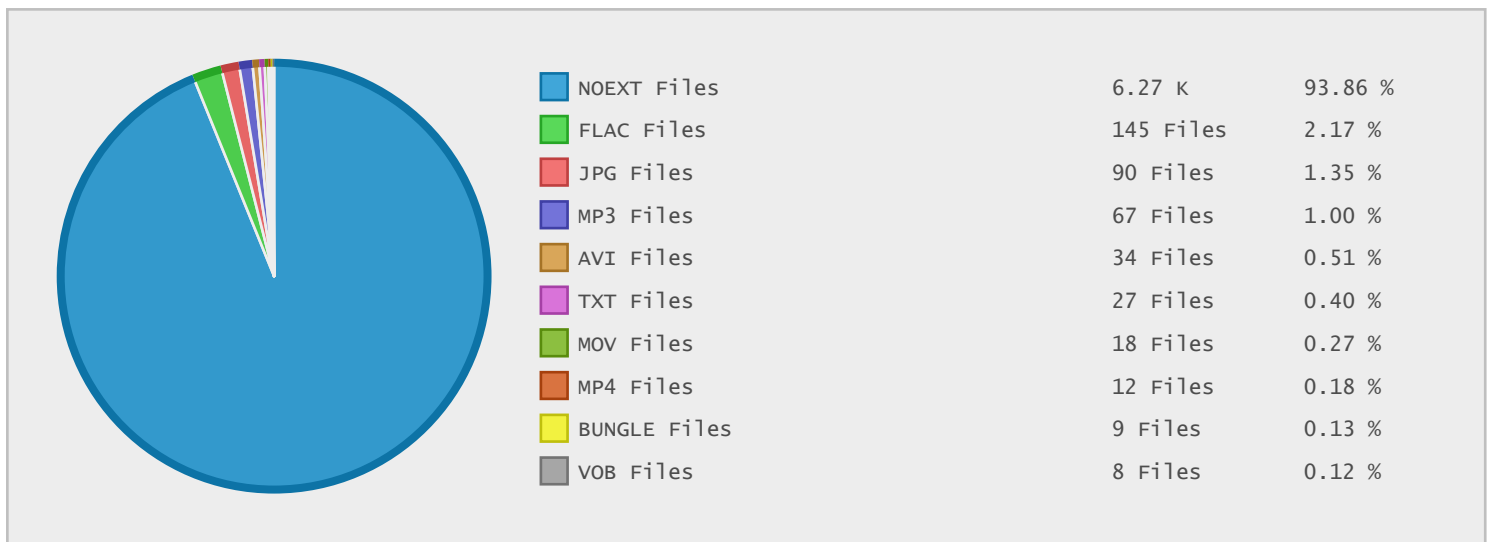 NOEXT Files 6.27 K 93.86 %
FLAC Files 145 Files 2.17 %
JPG Files 90 Files 1.35 %
MP3 Files 67 Files 1.00 %
AVI Files 34 Files 0.51 %
TXT Files 27 Files 0.40 %
MOV Files 18 Files 0.27 %
MP4 Files 12 Files 0.18 %
BUNGLE Files 9 Files 0.13 %
VOB Files 8 Files 0.12 %